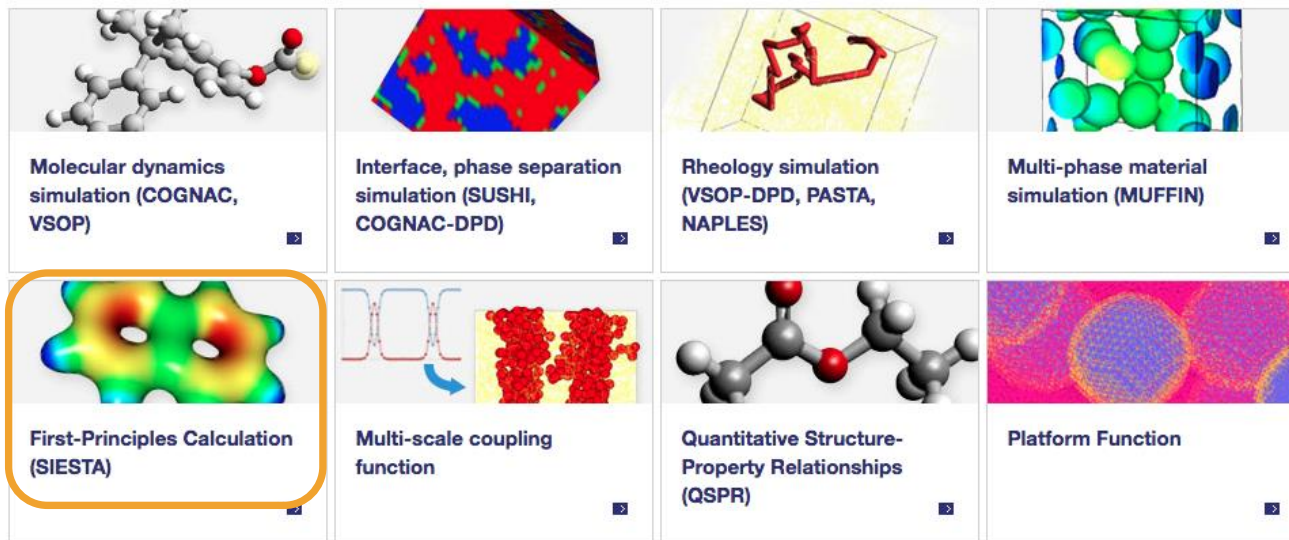 Molecular dynamics
simulation (COGNAC,
VSOP)
Interface, phase separation
simulation (SUSHI,
COGNAC-DPD)
Rheology simulation
(VSOP-DPD, PASTA,
NAPLES)
Multi-phase material
simulation (MUFFIN)
First-Principles Calculation
(SIESTA)
Multi-scale coupling
function
Quantitative Structure-
Property Relationships
(QSPR)
Platform Function